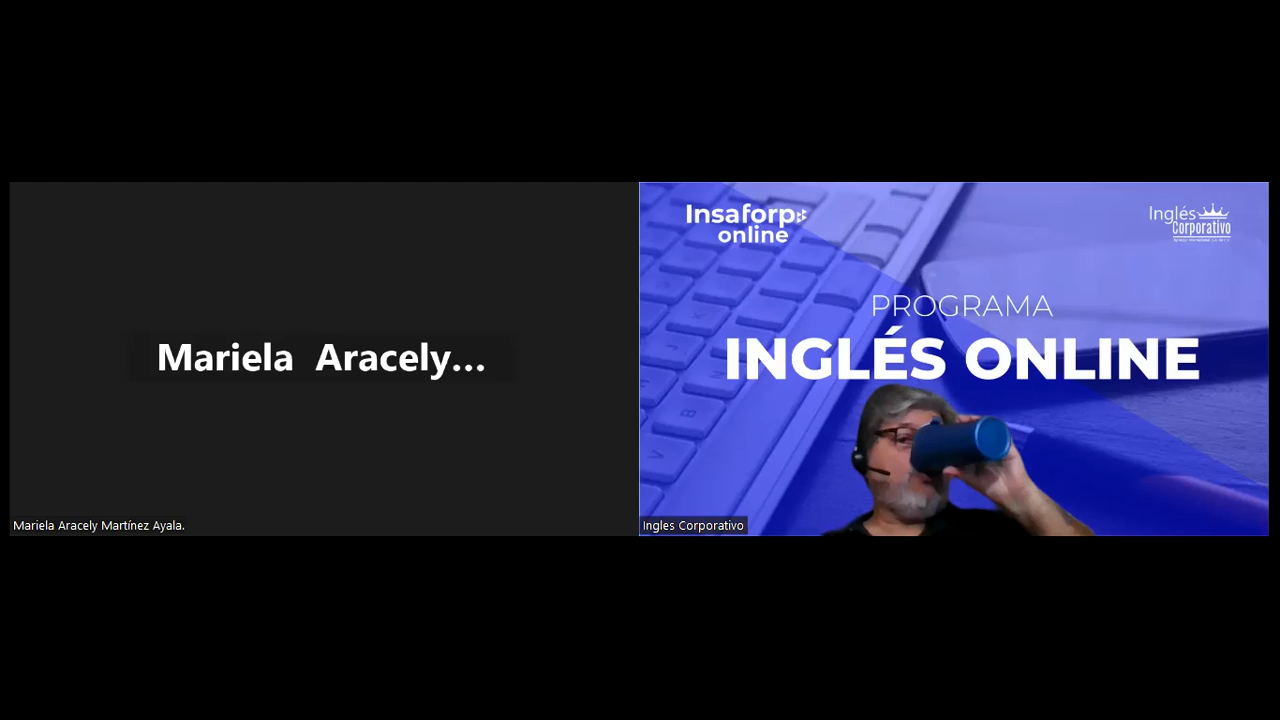 Mariela Aracely...
Mariela Aracely Martínez Ayala.
Insaforp
online
Inglés
Corporativo
PROGRAMA
INGLÉS ONLINE
Ingles Corporativo